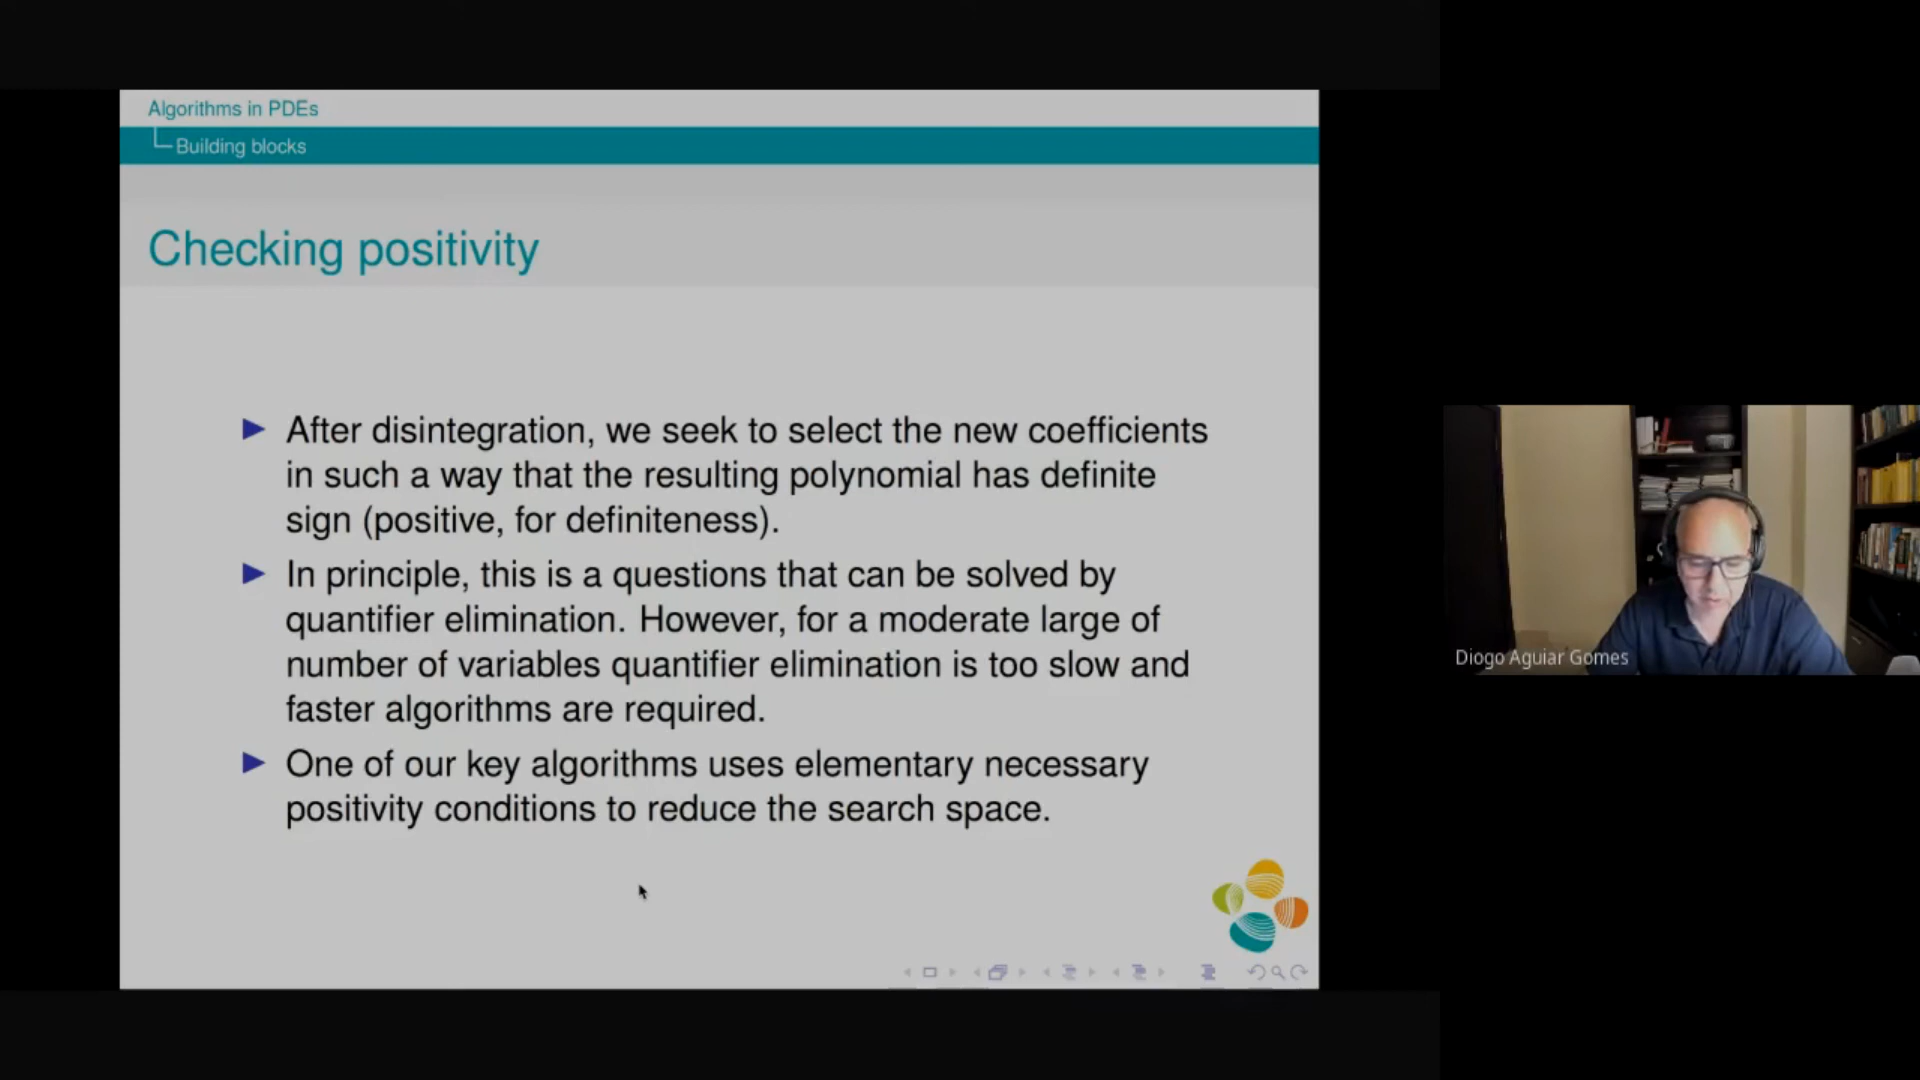 Algorithms in PDEs
Building blocks
Checking positivity
After disintegration, we seek to select the new coefficients
in such a way that the resulting polynomial has definite
sign (positive, for definiteness).
In principle, this is a questions that can be solved by
quantifier elimination. However, for a moderate large of
number of variables quantifier elimination is too slow and
faster algorithms are required.
One of our key algorithms uses elementary necessary
positivity conditions to reduce the search space.
Diogo Aguiar Gomes